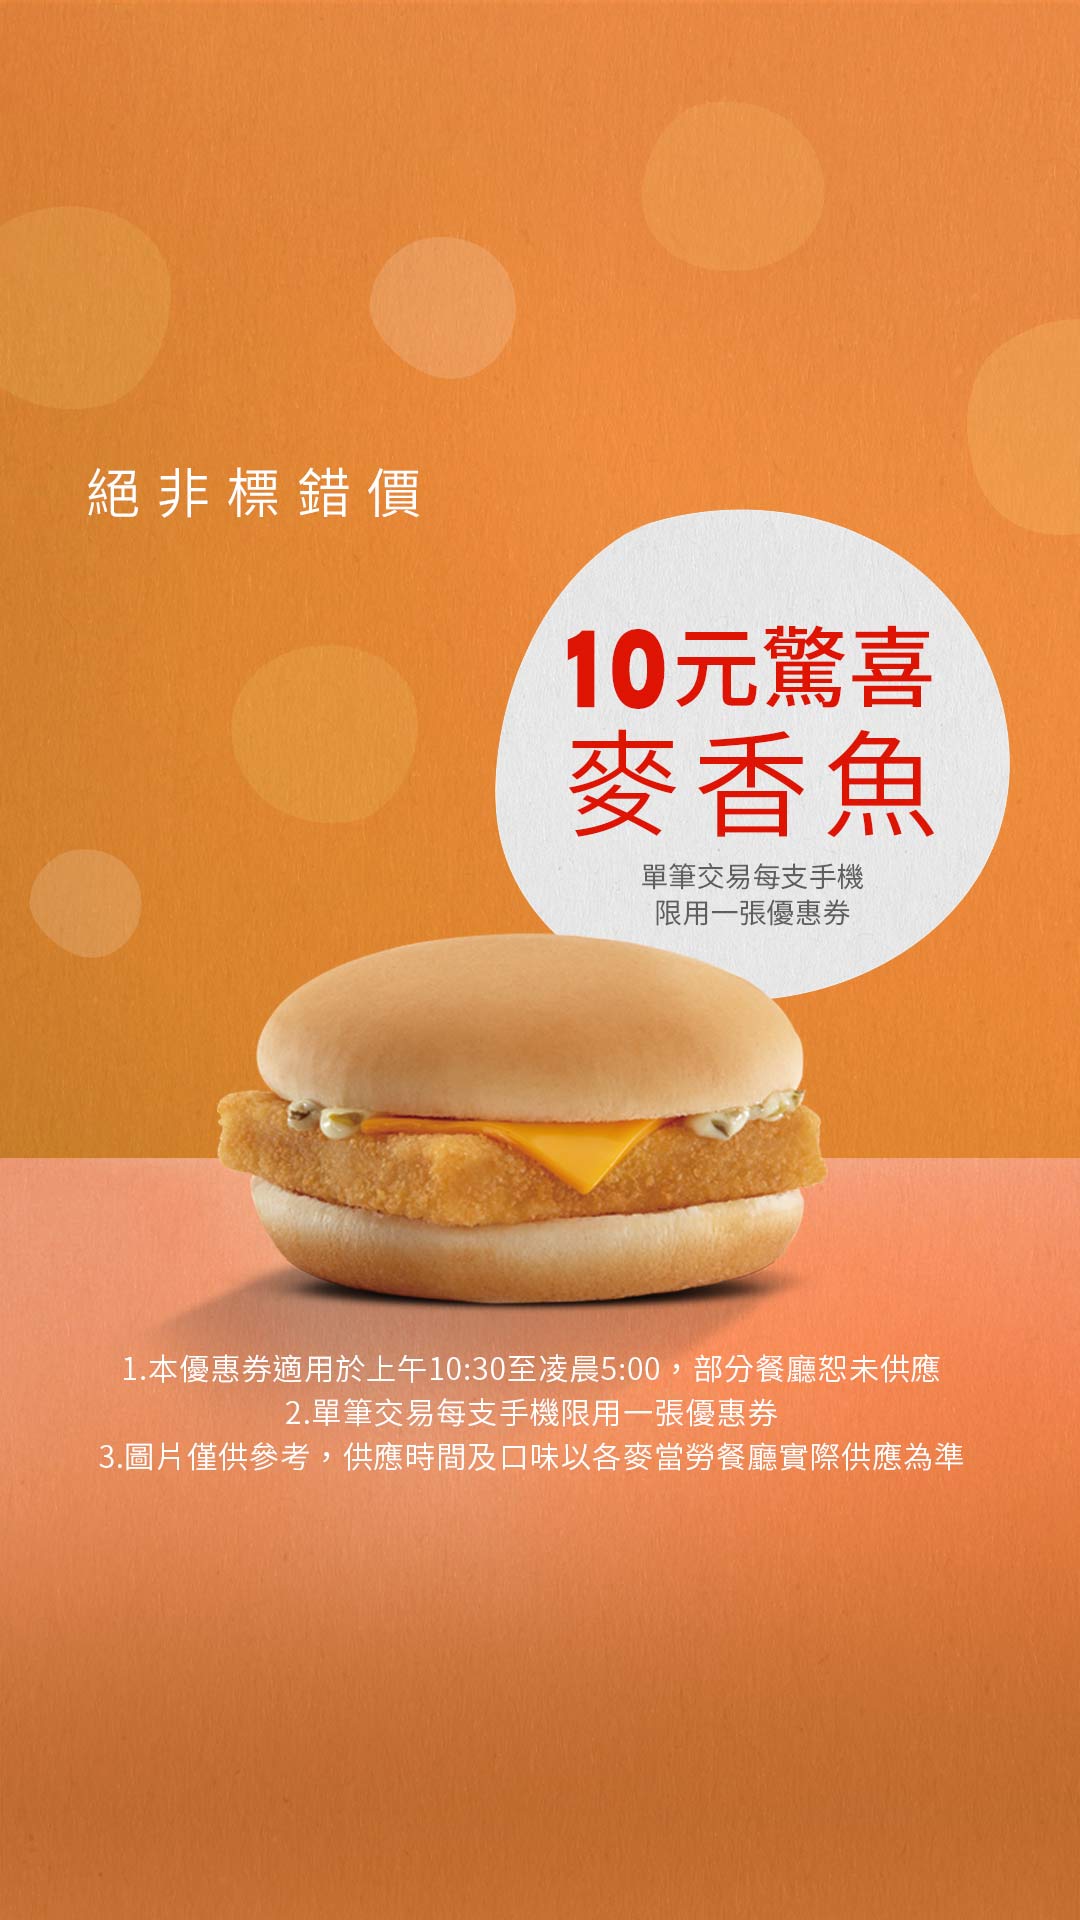 絕非標錯價
10元驚喜
麥香魚
單筆交易每支手機
限用一張優惠券
1.本優惠券適用於上午10:30至凌晨5:00，部分餐廳恕未供應
2.單筆交易每支手機限用一張優惠券
3.圖片僅供參考，供應時間及口味以各麥當勞餐廳實際供應為準